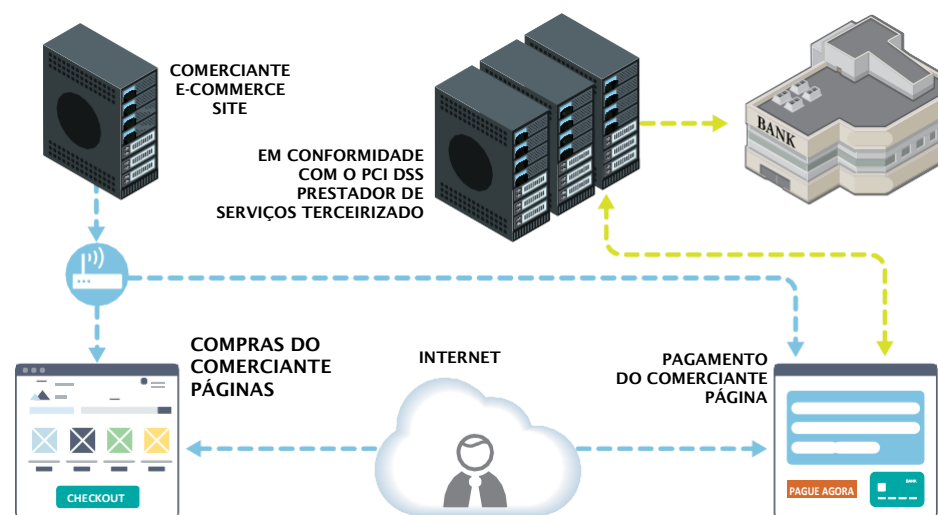 COMERCIANTE
E-COMMERCE
SITE
EM CONFORMIDADE
COM O PCI DSS
PRESTADOR DE
SERVIÇOS TERCEIRIZADO
BANK
COMPRAS DO
COMERCIANTE
PÁGINAS
INTERNET
PAGAMENTO
DO COMERCIANTE
PÁGINA
CHECKOUT
PAGUE AGORA
BANK